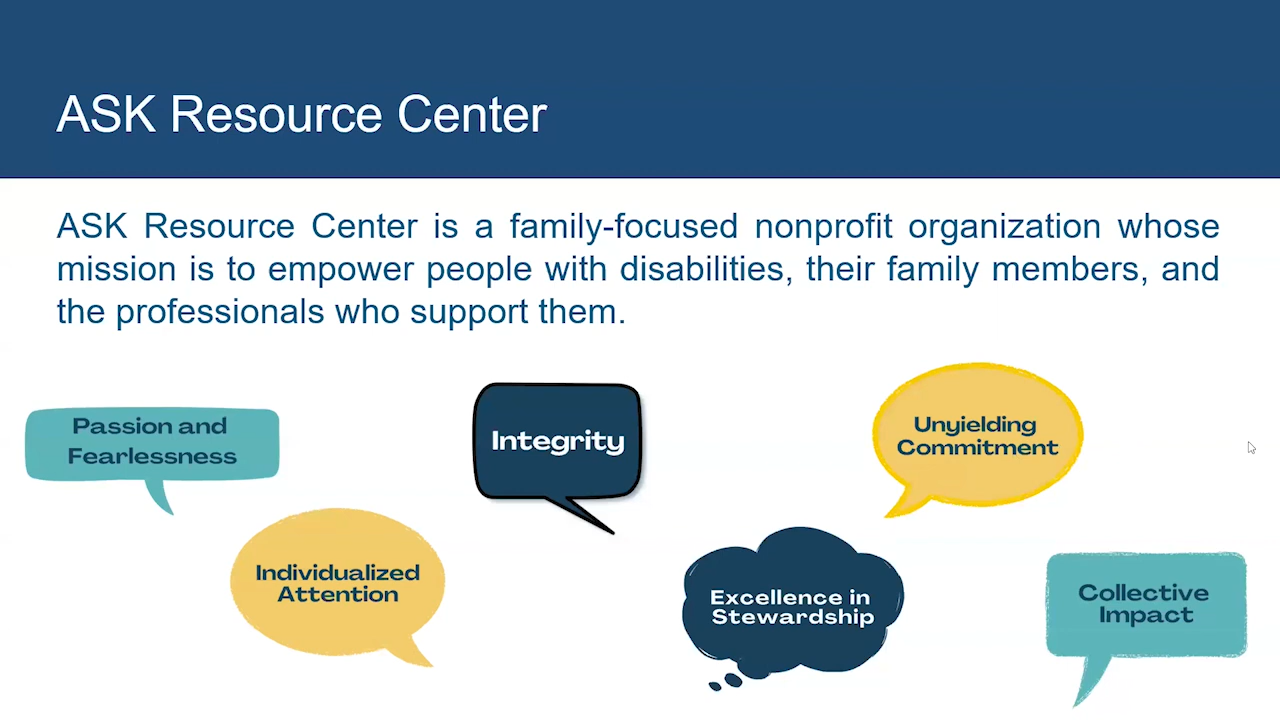 ASK Resource Center
ASK Resource Center is a family-focused nonprofit organization whose
mission is to empower people with disabilities, their family members, and
the professionals who support them.
Passion and
Fearlessness
Integrity
Unyielding
Commitment
Individualized
Attention
Excellence in
Stewardship
Collective
Impact